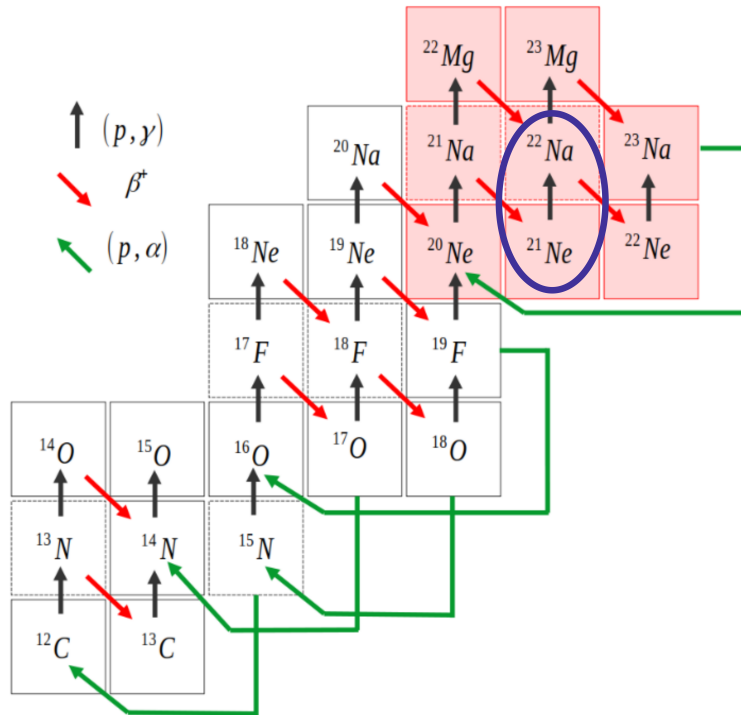 (p,γ)
β⁺
(p,α)
²²Mg ²³Mg
²⁰Na ²¹Na ²²Na ²³Na
¹⁸Ne ¹⁹Ne ²⁰Ne ²¹Ne ²²Ne
¹⁷F ¹⁸F ¹⁹F
¹⁴O ¹⁵O ¹⁶O ¹⁷O ¹⁸O
¹³N ¹⁴N ¹⁵N
¹²C ¹³C